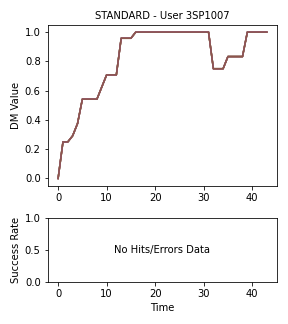 STANDARD - User 3SP1007
1.0
0.8
0.6
0.4
0.2
0.0
DM Value
0 10 20 30 40
1.0
0.5
0.0
Success Rate
No Hits/Errors Data
0 10 20 30 40
Time